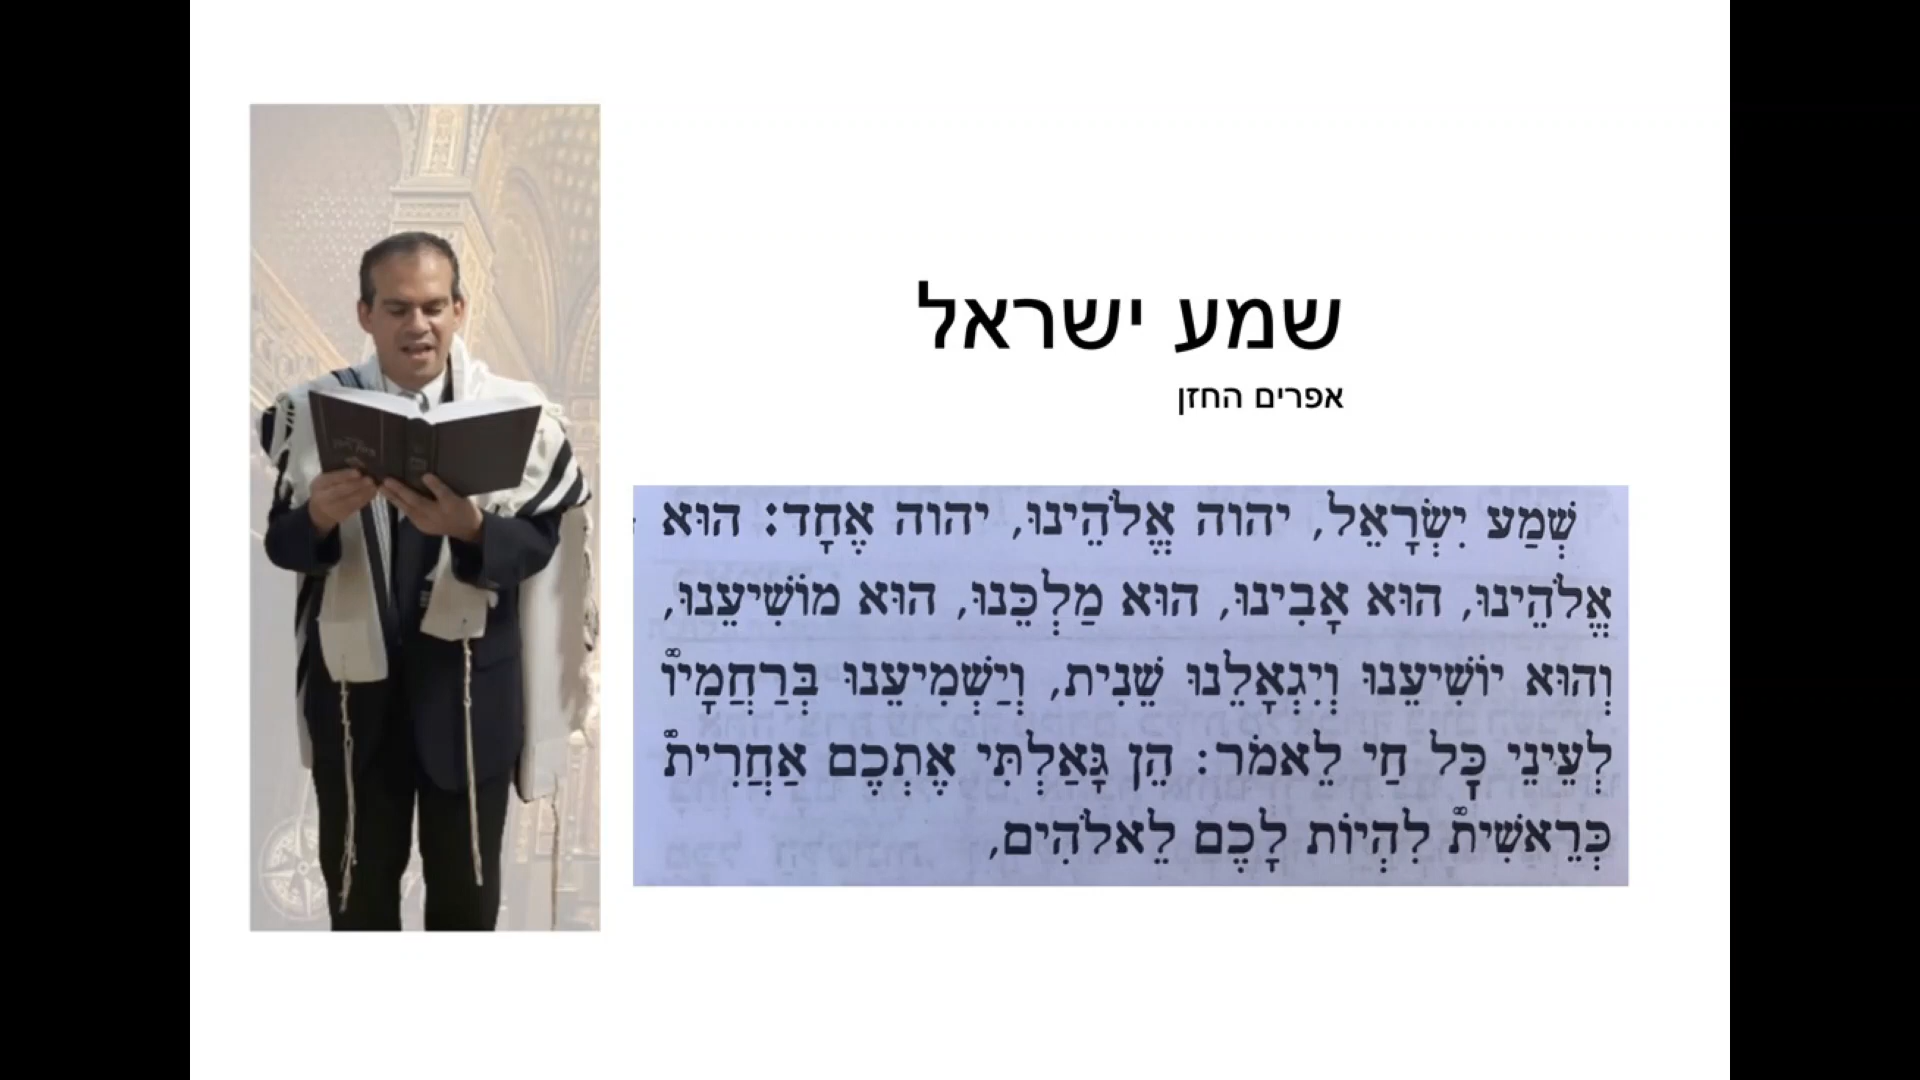 שמע ישראל
אפרים החזן
שְׁמַע יִשְׂרָאֵל, יהוה אֱלֹהֵינוּ, יהוה אֶחָד: הוּא
אֱלֹהֵינוּ, הוּא אָבִינוּ, הוּא מַלְכֵּנוּ, הוּא מוֹשִׁיעֵנוּ,
וְהוּא יוֹשִׁיעֵנוּ וְיִגְאָלֵנוּ שֵׁנִית, וְיַשְׁמִיעֵנוּ בְּרַחֲמָיו֯֯
לְעֵינֵי כָּל חַי לֵאמֹר: הֵן גָּאַלְתִּי אֶתְכֶם אַחֲרִית֯֯
כְּרֵאשִׁית֯֯ לִהְיוֹת לָכֶם לֵאלֹהִים,